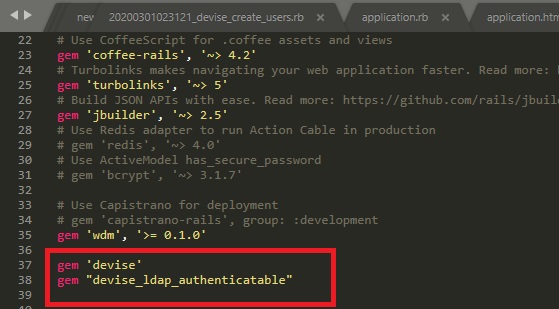 new
20200301023121_devise_create_users.rb
application.rb
application.htm
22 # Use CoffeeScript for .coffee assets and views
23 gem 'coffee-rails', '~> 4.2'
24 # Turbolinks makes navigating your web application faster. Read more:
25 gem 'turbolinks', '~> 5'
26 # Build JSON APIs with ease. Read more: https://github.com/rails/jbuil
27 gem 'jbuilder', '~> 2.5'
28 # Use Redis adapter to run Action Cable in production
29 # gem 'redis', '~> 4.0'
30 # Use ActiveModel has_secure_password
31 # gem 'bcrypt', '~> 3.1.7'
32
33 # Use Capistrano for deployment
34 # gem 'capistrano-rails', group: :development
35 gem 'wdm', '>= 0.1.0'
36
37 gem 'devise'
38 gem "devise_ldap_authenticatable"
39